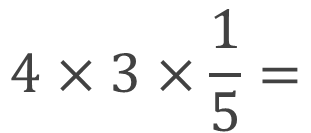 4 × 3 × 1/5 =